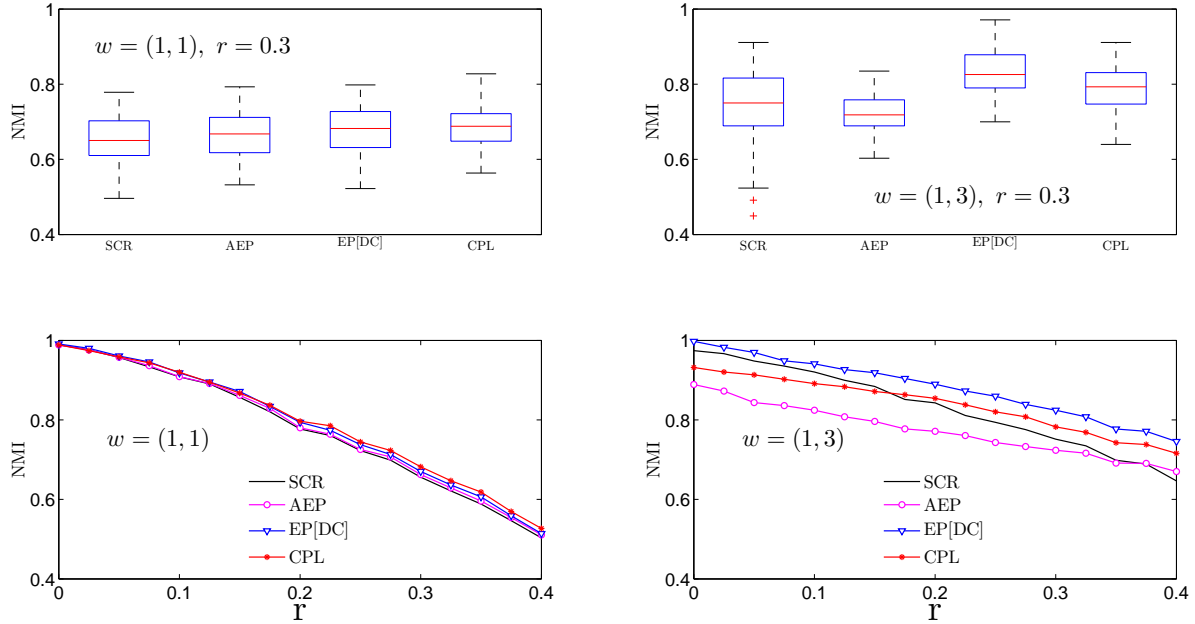 1
0.8
0.6
0.4
NMI
w = (1, 1), r = 0.3
SCR
AEP
EP[DC]
CPL
1
0.8
0.6
0.4
NMI
w = (1, 3), r = 0.3
SCR
AEP
EP[DC]
CPL
1
0.8
0.6
0.4
NMI
w = (1, 1)
SCR
AEP
EP[DC]
CPL
0
0.1
0.2
0.3
0.4
r
1
0.8
0.6
0.4
NMI
w = (1, 3)
SCR
AEP
EP[DC]
CPL
0
0.1
0.2
0.3
0.4
r